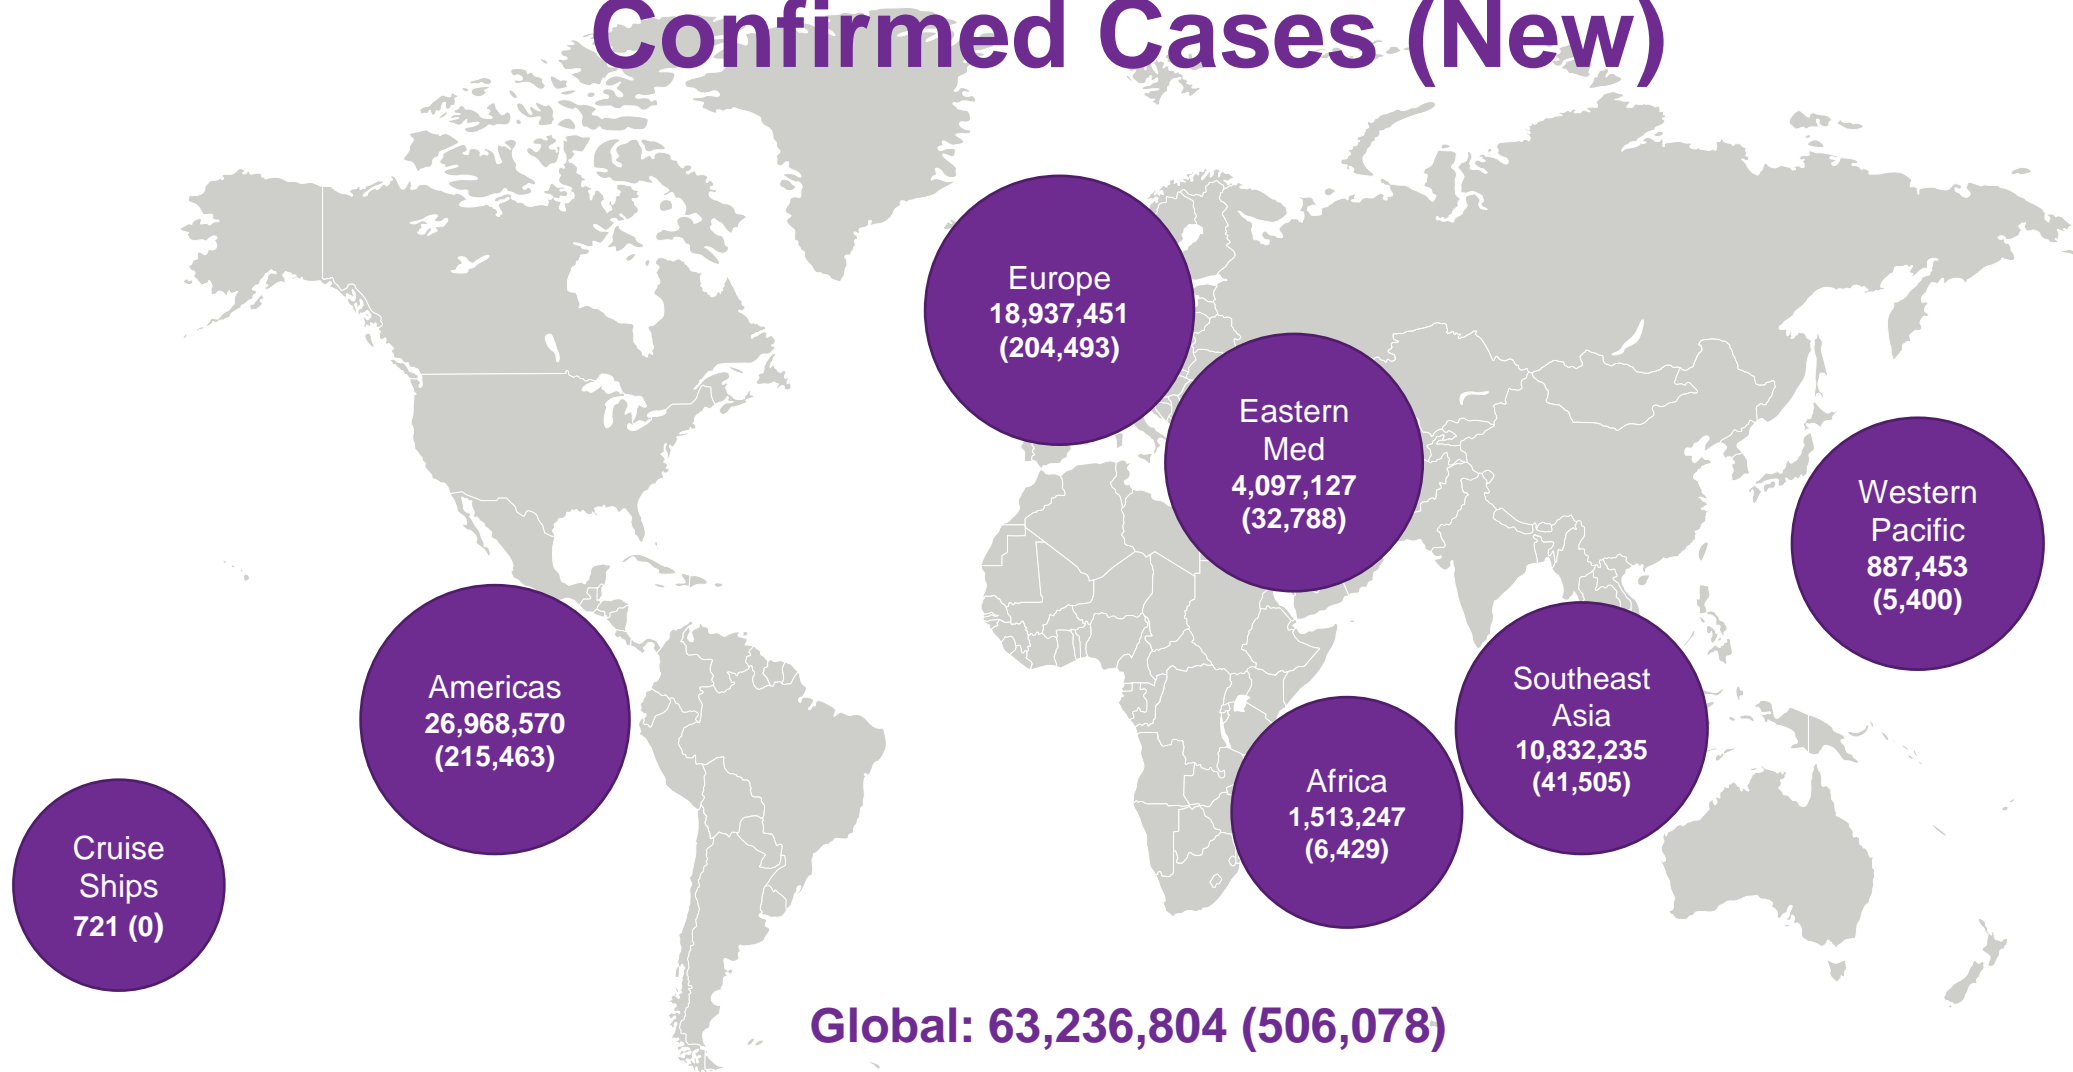 Confirmed Cases (New)
Europe
18,937,451
(204,493)
Eastern
Med
4,097,127
(32,788)
Western
Pacific
887,453
(5,400)
Americas
26,968,570
(215,463)
Southeast
Asia
10,832,235
(41,505)
Africa
1,513,247
(6,429)
Cruise
Ships
721 (0)
Global: 63,236,804 (506,078)